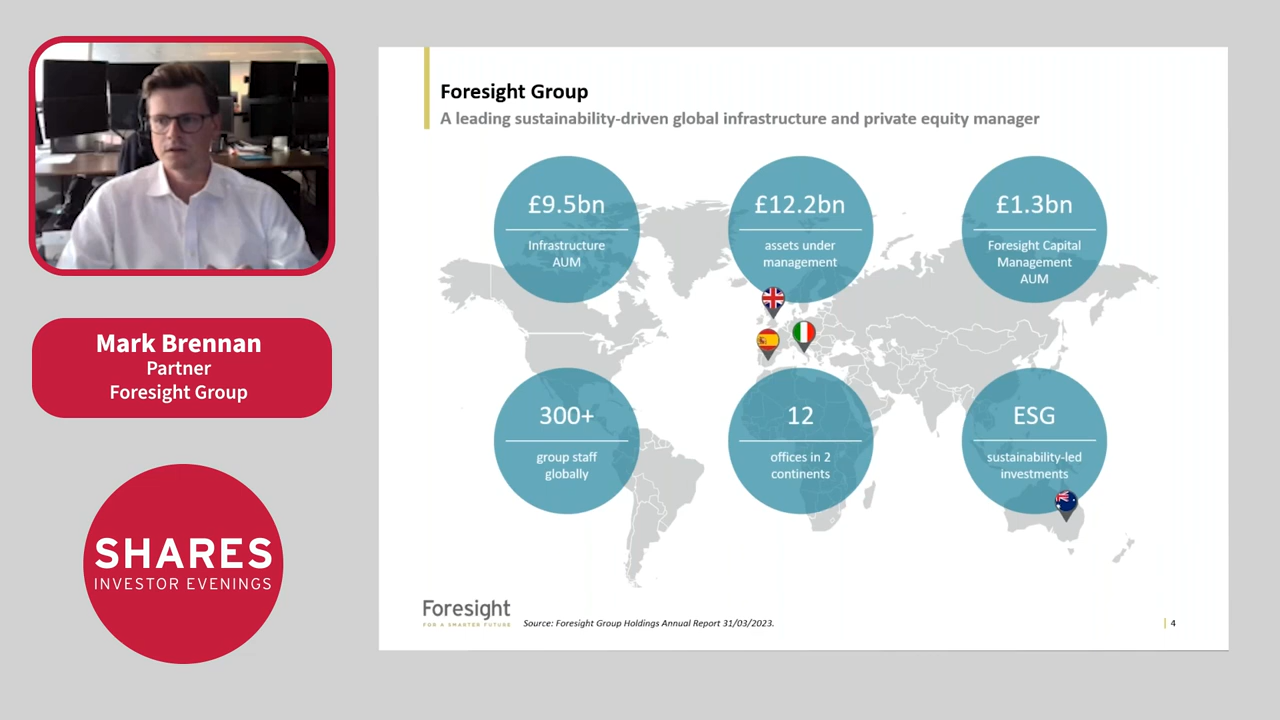 Mark Brennan
Partner
Foresight Group
SHARES
INVESTOR EVENINGS
Foresight Group
A leading sustainability-driven global infrastructure and private equity manager
£9.5bn
Infrastructure
AUM
£12.2bn
assets under
management
£1.3bn
Foresight Capital
Management
AUM
300+
group staff
globally
12
offices in 2
continents
ESG
sustainability-led
investments
Foresight
FOR A SMARTER FUTURE
Source: Foresight Group Holdings Annual Report 31/03/2023.
4